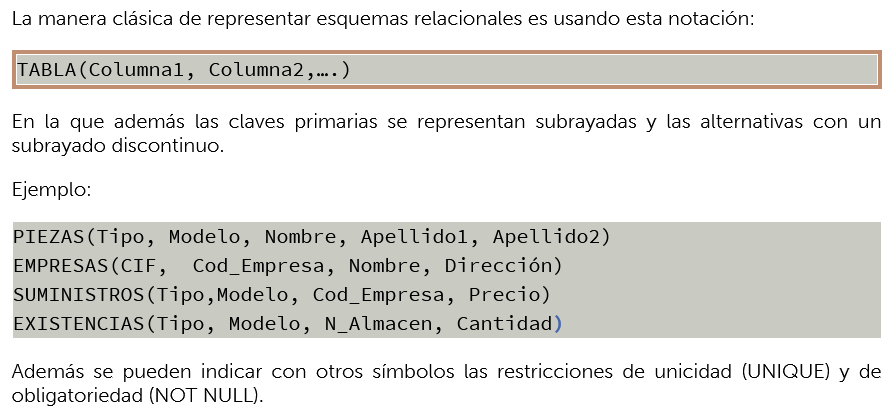 La manera clásica de representar esquemas relacionales es usando esta notación:
TABLA(Columna1, Columna2,….)
En la que además las claves primarias se representan subrayadas y las alternativas con un
subrayado discontinuo.
Ejemplo:
PIEZAS(Tipo, Modelo, Nombre, Apellido1, Apellido2)
EMPRESAS(CIF,  Cod_Empresa, Nombre, Dirección)
SUMINISTROS(Tipo,Modelo, Cod_Empresa, Precio)
EXISTENCIAS(Tipo, Modelo, N_Almacen, Cantidad)
Además se pueden indicar con otros símbolos las restricciones de unicidad (UNIQUE) y de
obligatoriedad (NOT NULL).